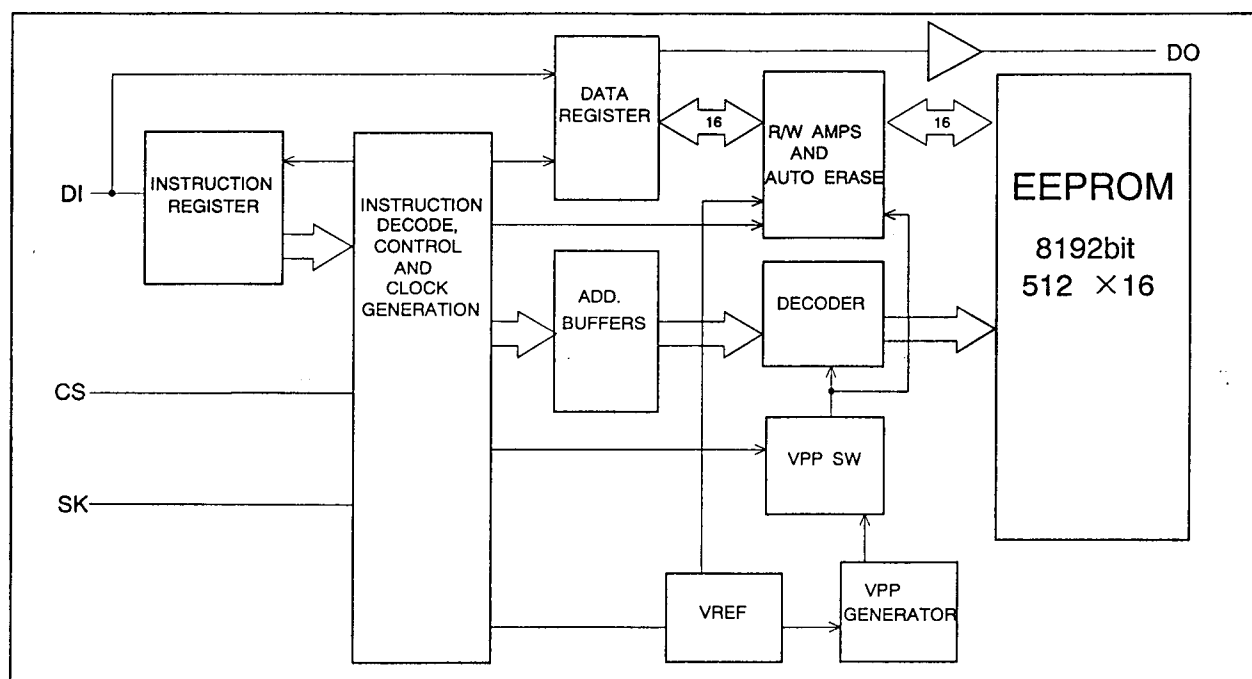 DO
DATA
REGISTER
16
R/W AMPS
AND
AUTO ERASE
16
EEPROM
8192bit
512 ×16
DI
INSTRUCTION
REGISTER
INSTRUCTION
DECODE,
CONTROL
AND
CLOCK
GENERATION
ADD.
BUFFERS
DECODER
CS
VPP SW
SK
VREF
VPP
GENERATOR